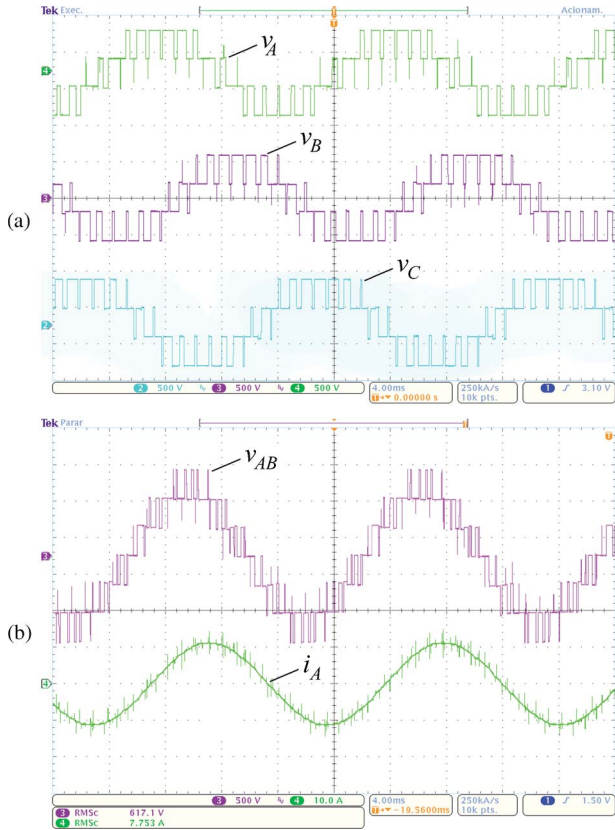 Tek Exec. Acionam.
4
v_A
3
v_B
(a)
2
v_C
2 500 V 3 500 V 4 500 V
4.00ms 250kA/s 1 3.10 V
T→▼ 0.00000 s 10k pts.
Tek Parar
T
v_AB
3
(b)
4
i_A
3 500 V 4 10.0 A
4.00ms 250kA/s 1 1.50 V
T→▼ −19.5600ms 10k pts.
3 RMSc 617.1 V
4 RMSc 7.753 A